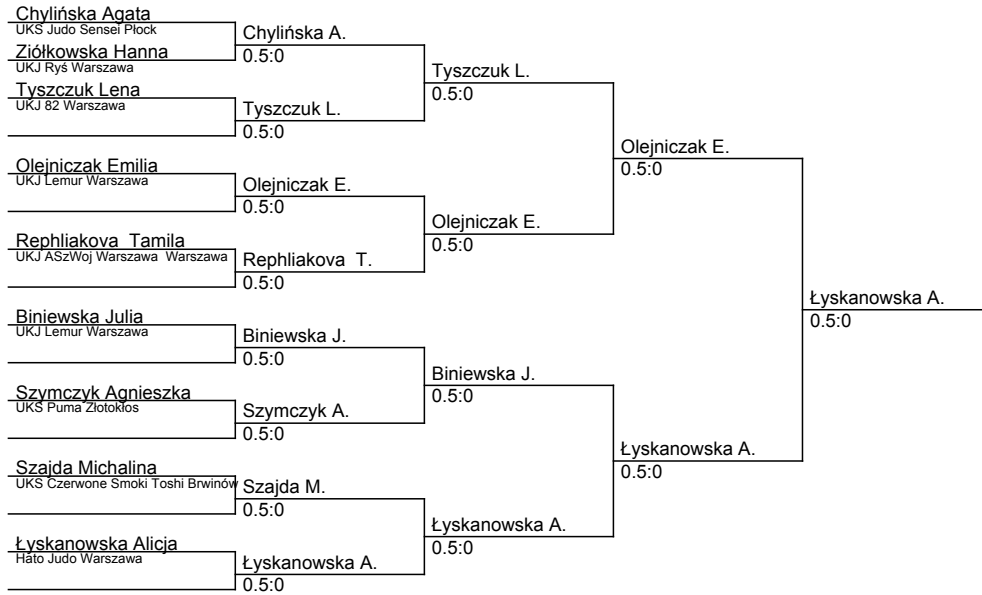 Chylińska Agata
UKS Judo Sensei Płock
Ziółkowska Hanna
UKJ Ryś Warszawa
Tyszczuk Lena
UKJ 82 Warszawa
Olejniczak Emilia
UKJ Lemur Warszawa
Rephliakova Tamila
UKJ ASzWoj Warszawa Warszawa
Biniewska Julia
UKJ Lemur Warszawa
Szymczyk Agnieszka
UKS Puma Złotokłos
Szajda Michalina
UKS Czerwone Smoki Toshi Brwinów
Łyskanowska Alicja
Hato Judo Warszawa
Chylińska A.
0.5:0
Tyszczuk L.
0.5:0
Olejniczak E.
0.5:0
Rephliakova T.
0.5:0
Biniewska J.
0.5:0
Szymczyk A.
0.5:0
Szajda M.
0.5:0
Łyskanowska A.
0.5:0
Tyszczuk L.
0.5:0
Olejniczak E.
0.5:0
Biniewska J.
0.5:0
Łyskanowska A.
0.5:0
Olejniczak E.
0.5:0
Łyskanowska A.
0.5:0
Łyskanowska A.
0.5:0